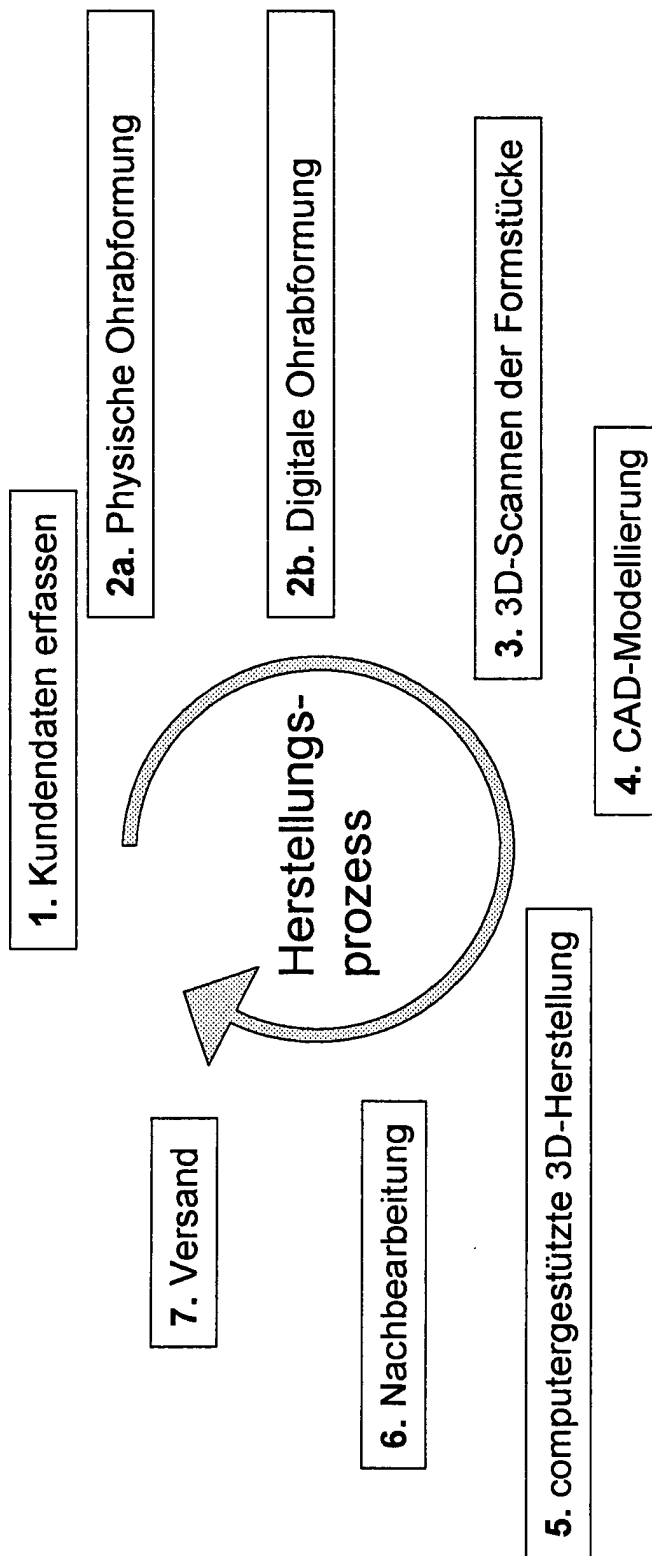 1. Kundendaten erfassen
2a. Physische Ohrabformung
2b. Digitale Ohrabformung
3. 3D-Scannen der Formstücke
4. CAD-Modellierung
5. computergestützte 3D-Herstellung
6. Nachbearbeitung
7. Versand
Herstellungs-
prozess